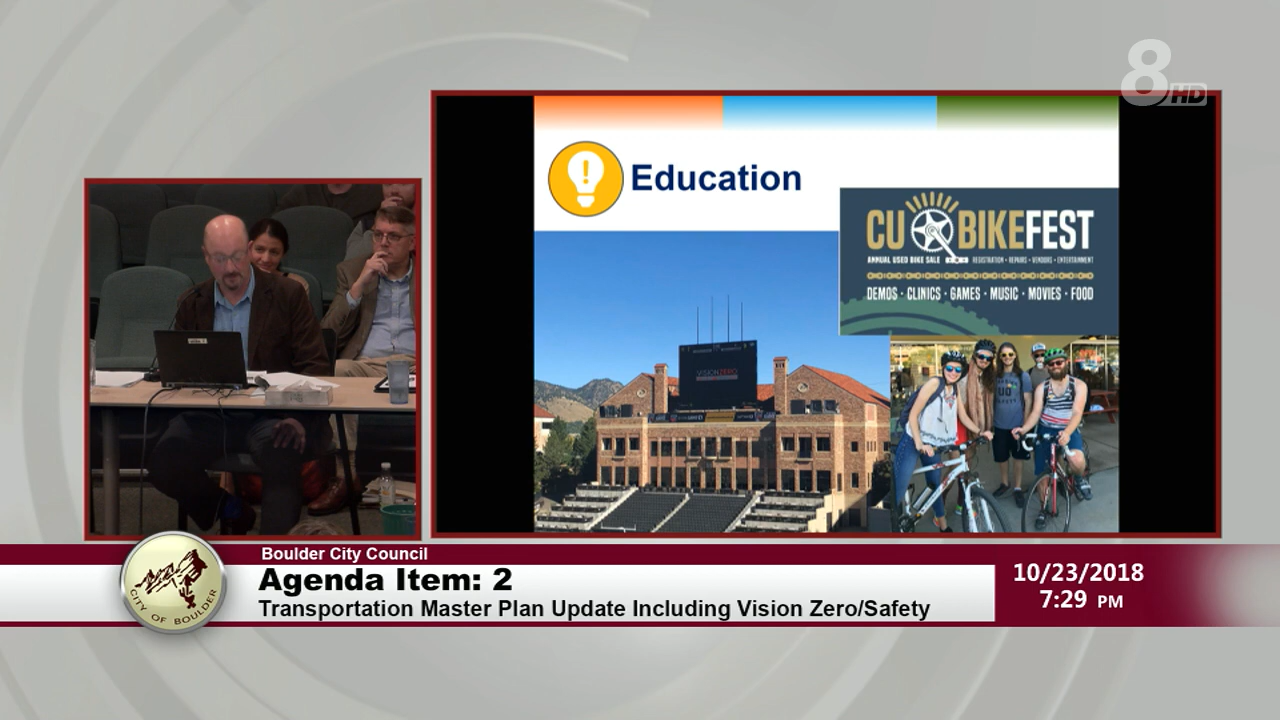 8
HD
Education
CU BIKEFEST
ANNUAL USED BIKE SALE REGISTRATION • REPAIRS • VENDORS • ENTERTAINMENT
DEMOS · CLINICS · GAMES · MUSIC · MOVIES · FOOD
VISION ZERO
Boulder City Council
Agenda Item: 2
Transportation Master Plan Update Including Vision Zero/Safety
10/23/2018
7:29 PM
CITY OF BOULDER